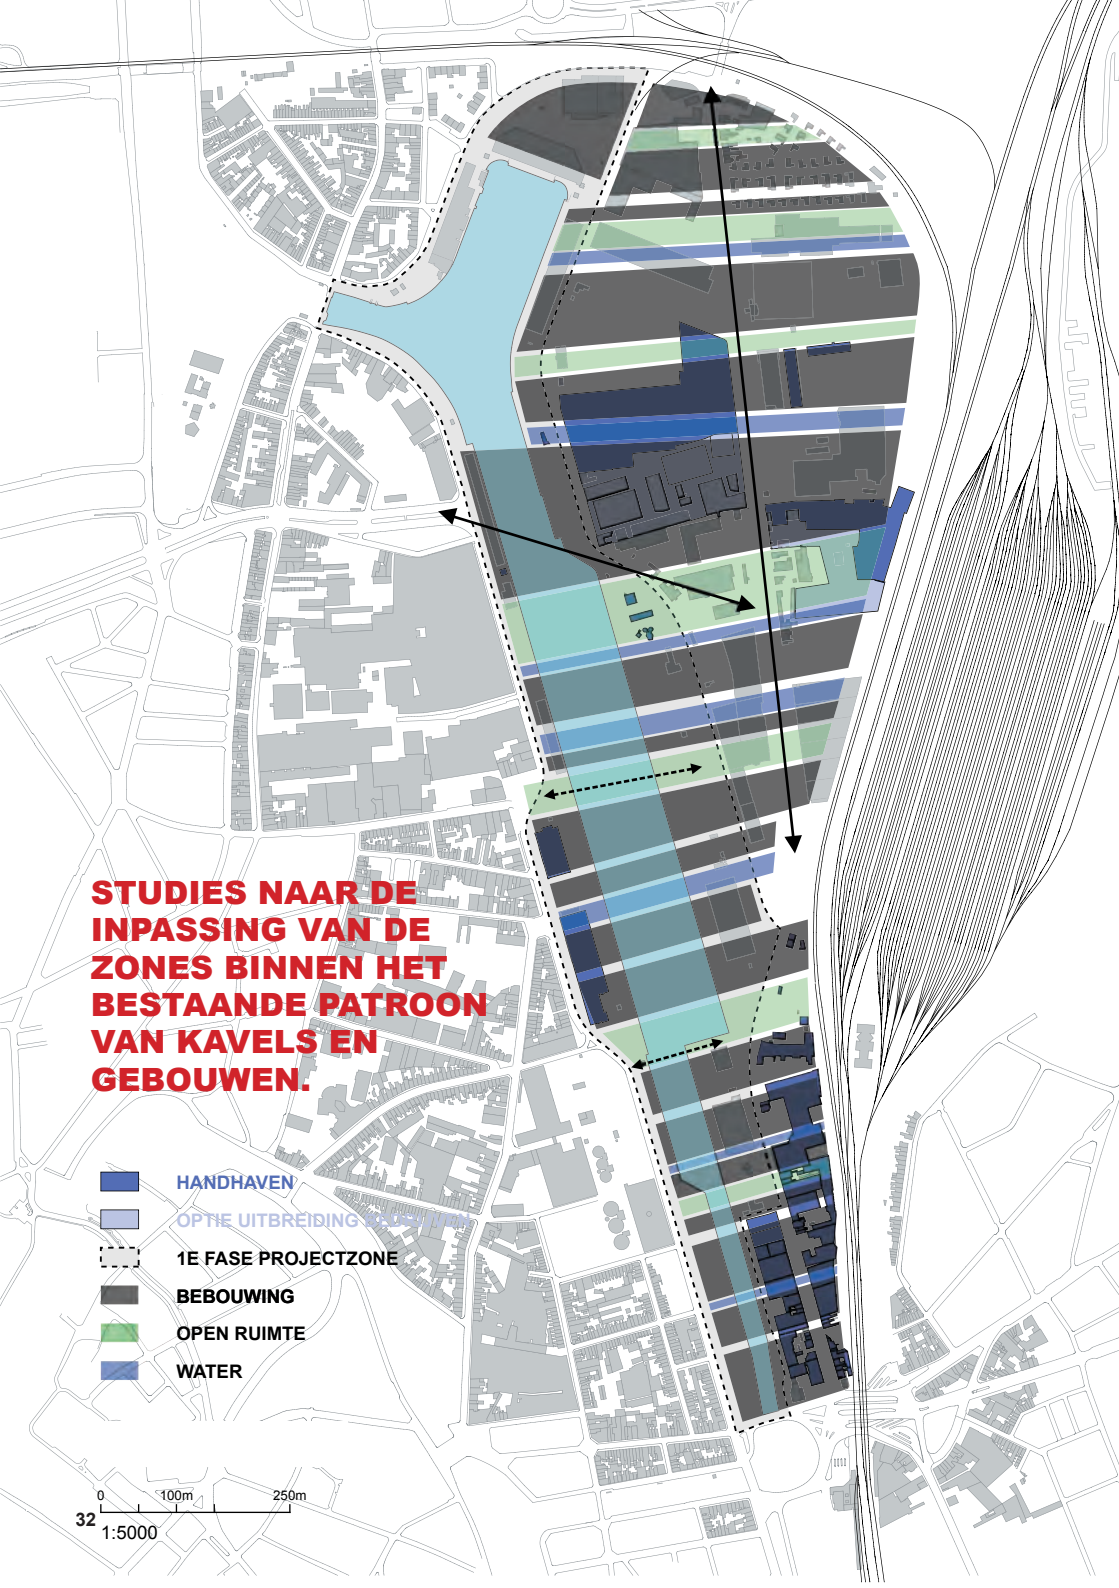 STUDIES NAAR DE
INPASSING VAN DE
ZONES BINNEN HET
BESTAANDE PATROON
VAN KAVELS EN
GEBOUWEN.
HANDHAVEN
OPTIE UITBREIDING GEBOUWEN
1E FASE PROJECTZONE
BEBOUWING
OPEN RUIMTE
WATER
0 100m 250m
32
1:5000